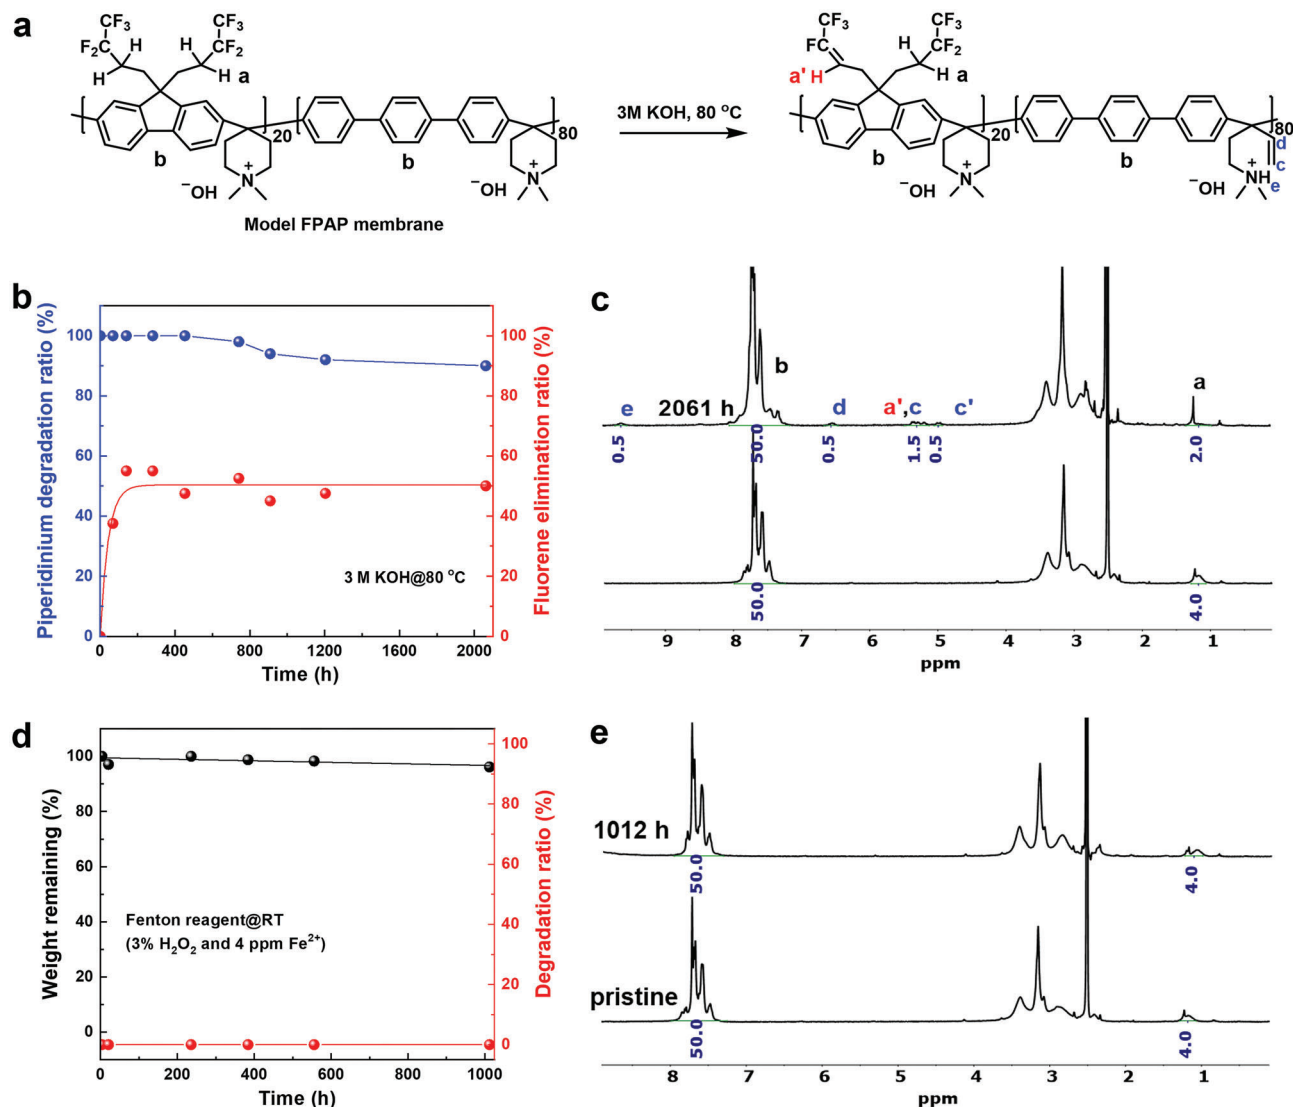 a
CF₃
F₂C
H
H
CF₃
CF₂
H
H
a
b
20
b
80
+
N
⁻OH
+
N
⁻OH
Model FPAP membrane
3M KOH, 80 °C
CF₃
F
a' H
CF₃
CF₂
H
H
a
b
20
b
80
d
c
+
N
⁻OH
+
NH
e
⁻OH
b
Piperidinium degradation ratio (%)
100
80
60
40
20
0
Fluorene elimination ratio (%)
100
80
60
40
20
0
3 M KOH@80 °C
0 400 800 1200 1600 2000
Time (h)
c
b
a
e 2061 h d a',c c'
0.5 50.0 0.5 1.5 0.5 2.0
50.0 4.0
9 8 7 6 5 4 3 2 1
ppm
d
Weight remaining (%)
100
80
60
40
20
0
Degradation ratio (%)
100
80
60
40
20
0
Fenton reagent@RT
(3% H₂O₂ and 4 ppm Fe²⁺)
0 200 400 600 800 1000
Time (h)
e
1012 h
50.0 4.0
pristine
50.0 4.0
8 7 6 5 4 3 2 1
ppm